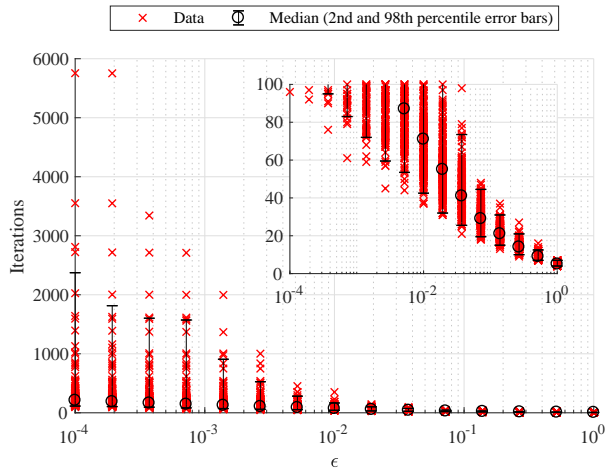 Data Median (2nd and 98th percentile error bars)
6000
5000
4000
3000
2000
1000
0
Iterations
10^-4 10^-3 10^-2 10^-1 10^0
ϵ
100
80
60
40
20
0
10^-4 10^-2 10^0